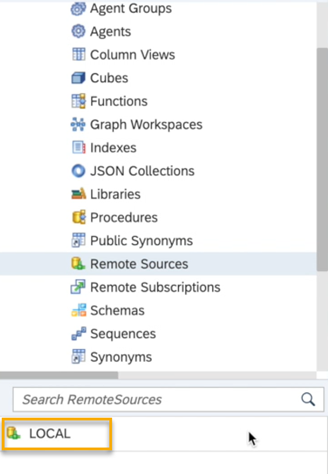 Agent Groups
Agents
Column Views
Cubes
Functions
Graph Workspaces
Indexes
JSON Collections
Libraries
Procedures
Public Synonyms
Remote Sources
Remote Subscriptions
Schemas
Sequences
Synonyms
Search RemoteSources
LOCAL